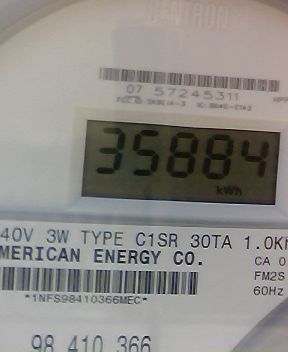 CENTRON
07 57245311
35884
kWh
40V 3W TYPE C1SR 30TA 1.0K
MERICAN ENERGY CO.
CA 0
FM2S
60Hz
*1NFS98410366MEC*
98 410 366